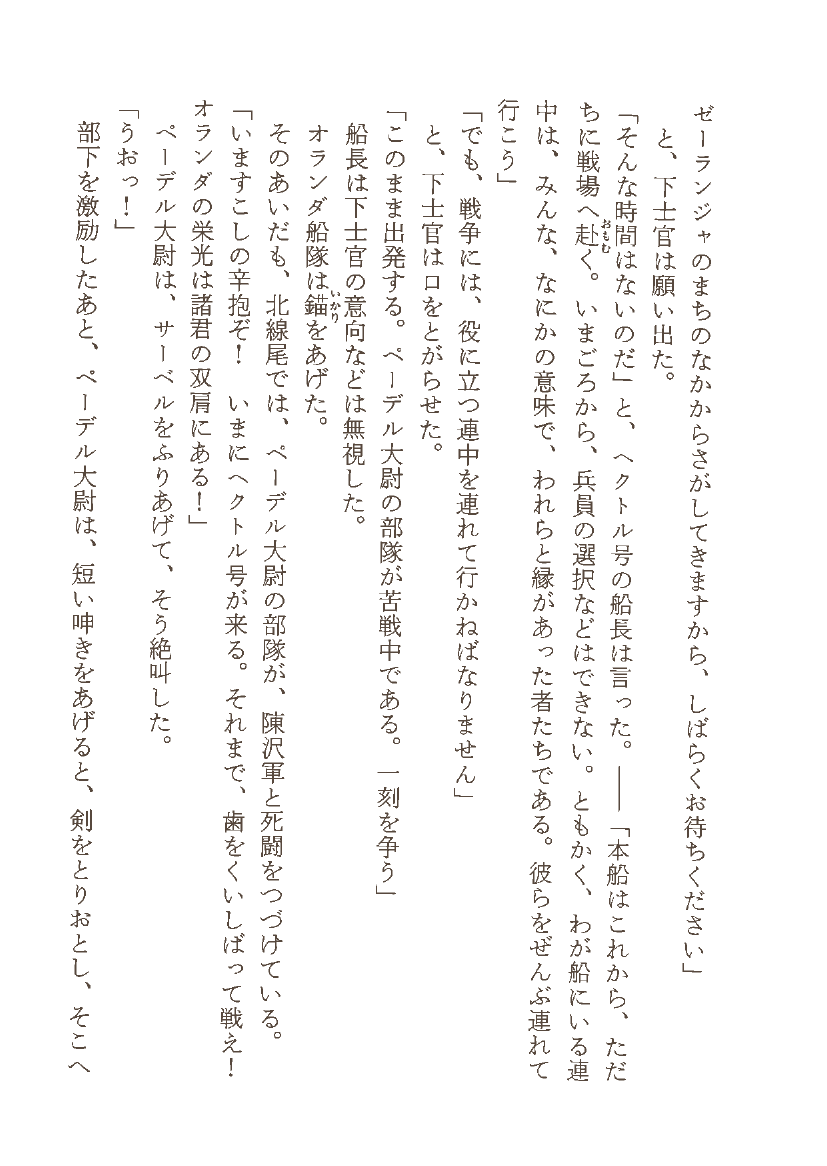 ゼーランジャのまちのなかからさがしてきますから、しばらくお待ちください」
と、下士官は願い出た。
「そんな時間はないのだ」と、ヘクトル号の船長は言った。――「本船はこれから、ただ
ちに戦場へ赴く。いまごろから、兵員の選択などはできない。ともかく、わが船にいる連
中は、みんな、なにかの意味で、われらと縁があった者たちである。彼らをぜんぶ連れて
行こう」
「でも、戦争には、役に立つ連中を連れて行かねばなりません」
と、下士官は口をとがらせた。
「このまま出発する。ペーデル大尉の部隊が苦戦中である。一刻を争う」
船長は下士官の意向などは無視した。
オランダ船隊は錨をあげた。
そのあいだも、北線尾では、ペーデル大尉の部隊が、陳沢軍と死闘をつづけている。
「いますこしの辛抱ぞ！　いまにヘクトル号が来る。それまで、歯をくいしばって戦え！
オランダの栄光は諸君の双肩にある！」
ペーデル大尉は、サーベルをふりあげて、そう絶叫した。
「うおっ！」
部下を激励したあと、ペーデル大尉は、短い呻きをあげると、剣をとりおとし、そこへ